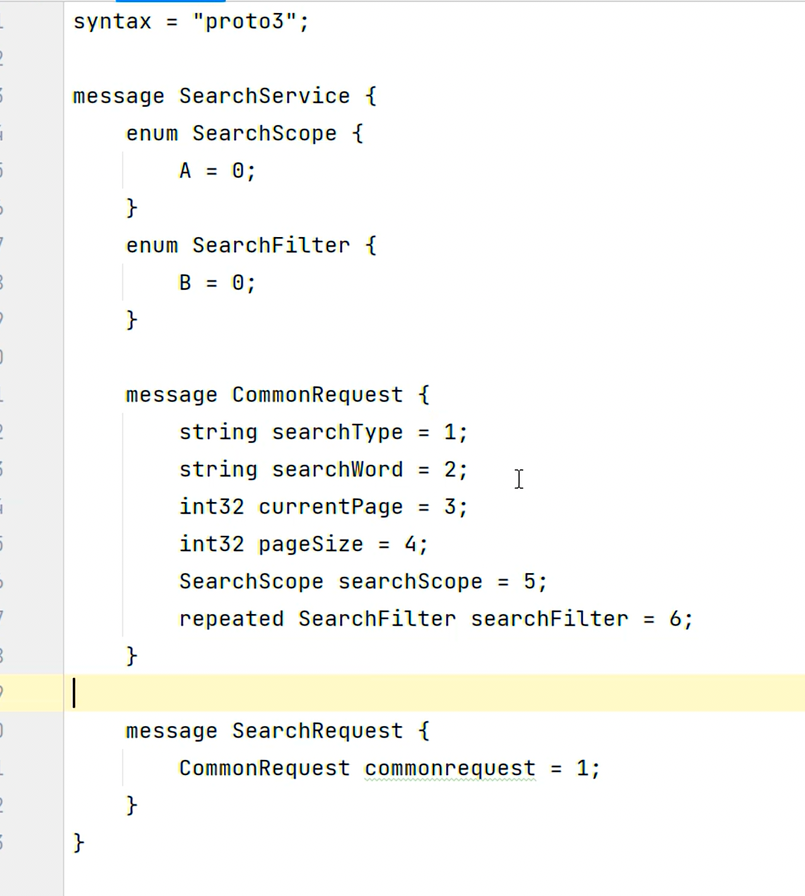 syntax = "proto3";
message SearchService {
enum SearchScope {
A = 0;
}
enum SearchFilter {
B = 0;
}
message CommonRequest {
string searchType = 1;
string searchWord = 2;
int32 currentPage = 3;
int32 pageSize = 4;
SearchScope searchScope = 5;
repeated SearchFilter searchFilter = 6;
}
message SearchRequest {
CommonRequest commonrequest = 1;
}
}